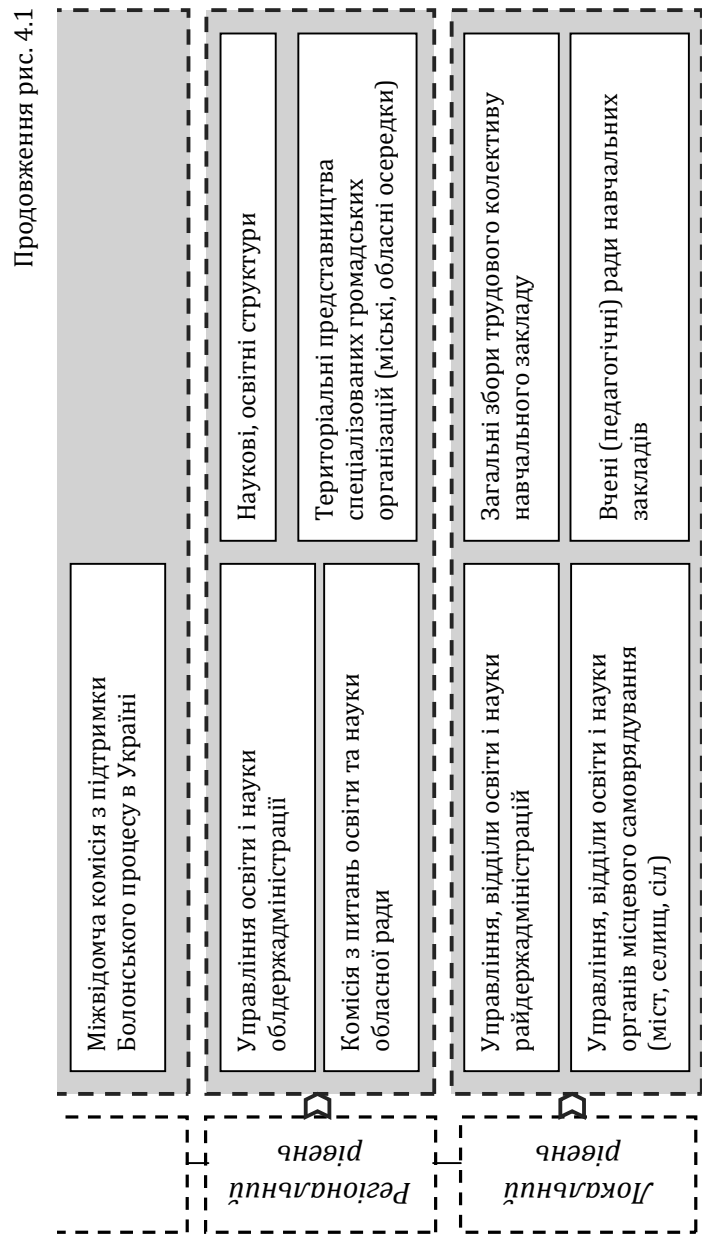 Продовження рис. 4.1
Міжвідомча комісія з підтримки
Болонського процесу в Україні
Регіональний
рівень
Управління освіти і науки
облдержадміністрації
Комісія з питань освіти та науки
обласної ради
Наукові, освітні структури
Територіальні представництва
спеціалізованих громадських
організацій (міські, обласні осередки)
Локальний
рівень
Управління, відділи освіти і науки
райдержадміністрацій
Управління, відділи освіти і науки
органів місцевого самоврядування
(міст, селищ, сіл)
Загальні збори трудового колективу
навчального закладу
Вчені (педагогічні) ради навчальних
закладів